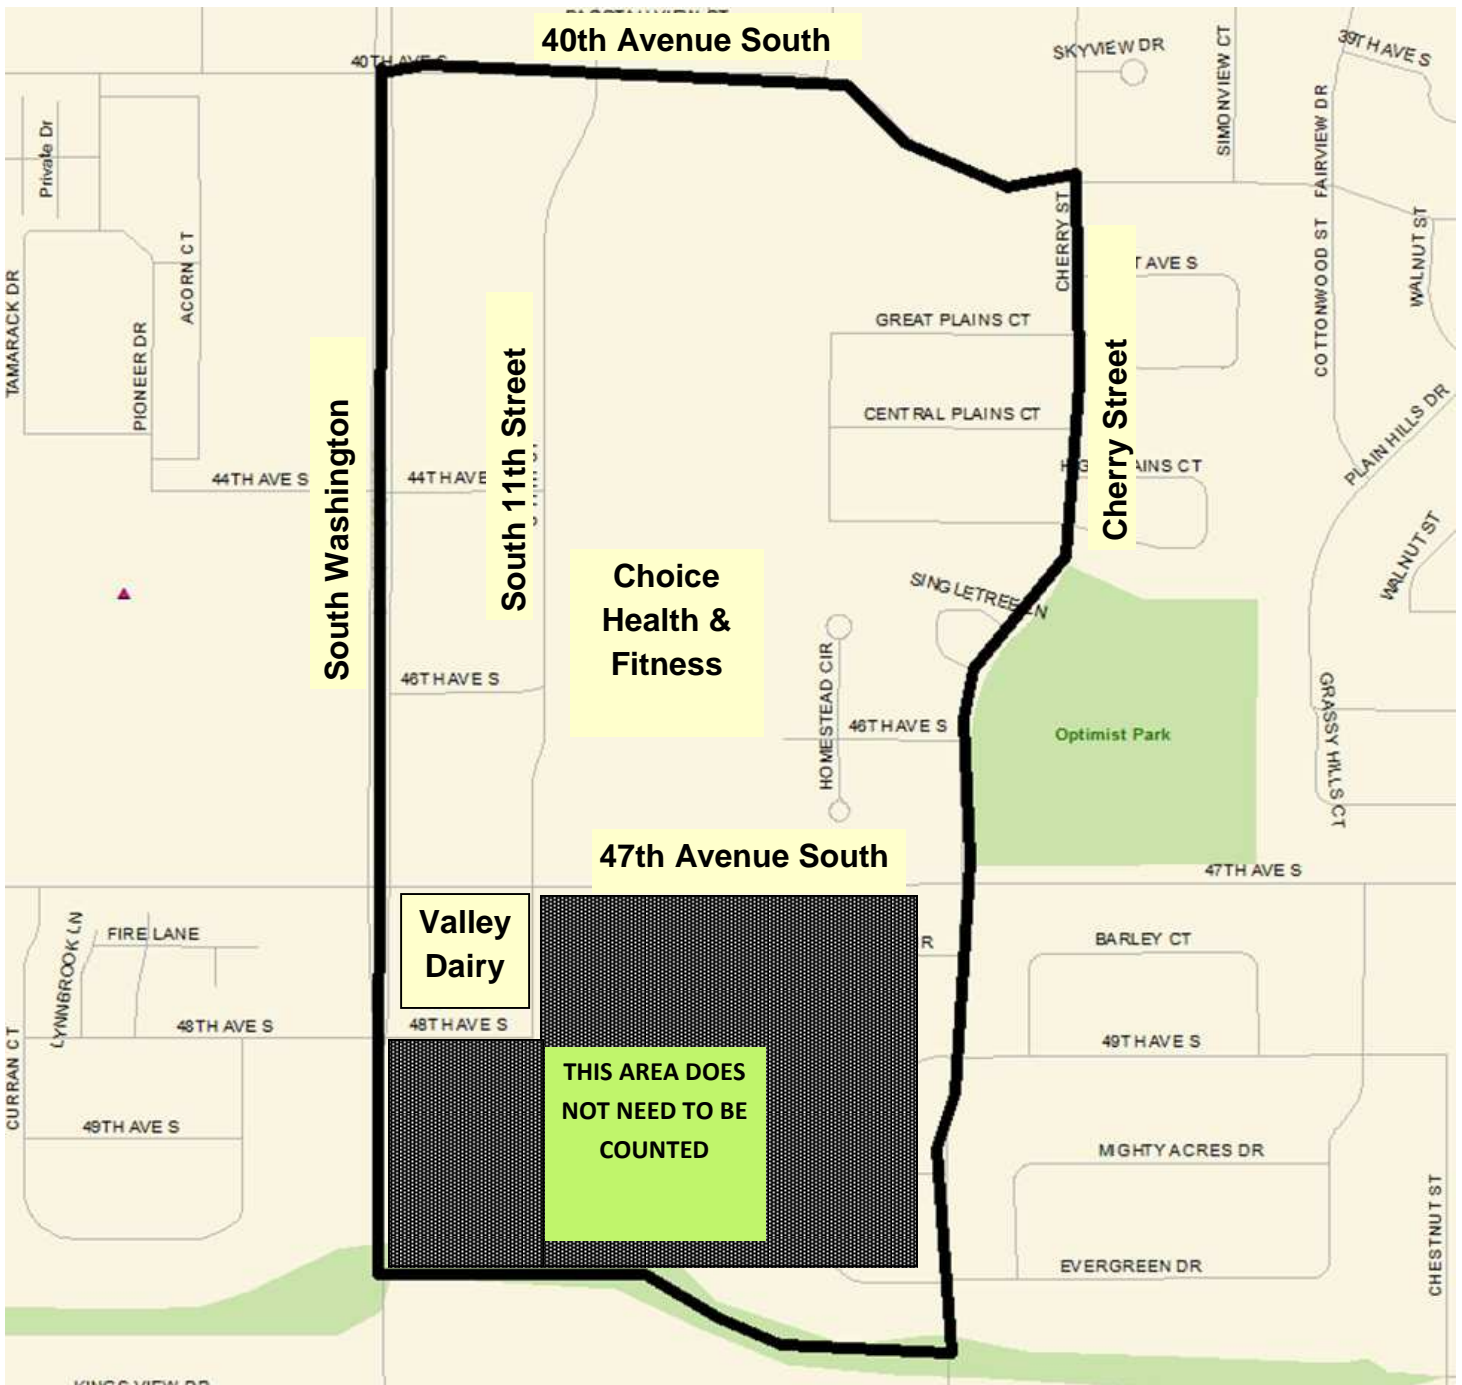 40th Avenue South
40TH AVE S
SKYVIEW DR
SIMONVIEW CT
39TH AVE S
FAIRVIEW DR
Private Dr
ACORN CT
TAMARACK DR
PIONEER DR
CHERRY ST
AVE S
COTTONWOOD ST
WALNUT ST
GREAT PLAINS CT
CENTRAL PLAINS CT
Cherry Street
South 11th Street
South Washington
PLAIN HILLS DR
44TH AVE S
44TH AVE
AINS CT
WALNUT ST
Choice
Health &
Fitness
SINGLETREE LN
HOMESTEAD CIR
46TH AVE S
46TH AVE S
Optimist Park
GRASSY HILLS CT
47th Avenue South
47TH AVE S
Valley
Dairy
LYNNBROOK LN
FIRE LANE
R
BARLEY CT
48TH AVE S
48TH AVE S
49TH AVE S
CURRAN CT
THIS AREA DOES
NOT NEED TO BE
COUNTED
49TH AVE S
MIGHTY ACRES DR
CHESTNUT ST
EVERGREEN DR
KINGS VIEW DR